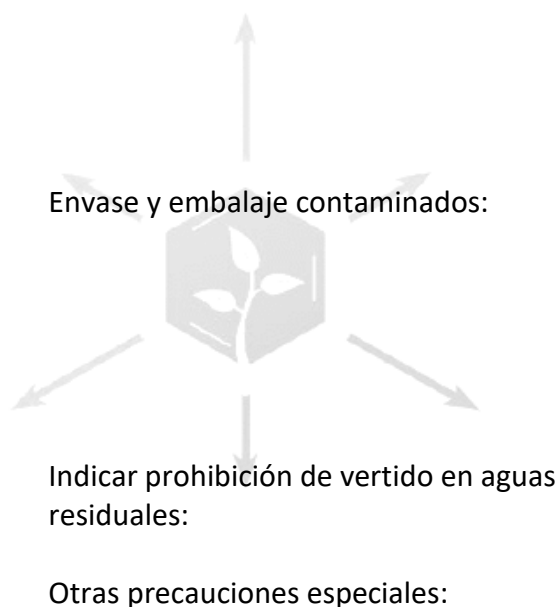 Envase y embalaje contaminados:
Indicar prohibición de vertido en aguas
residuales:
Otras precauciones especiales: